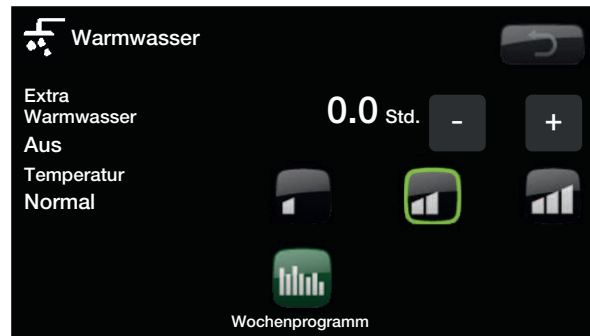 Warmwasser
Extra
Warmwasser
0.0 Std. - +
Aus
Temperatur
Normal
Wochenprogramm